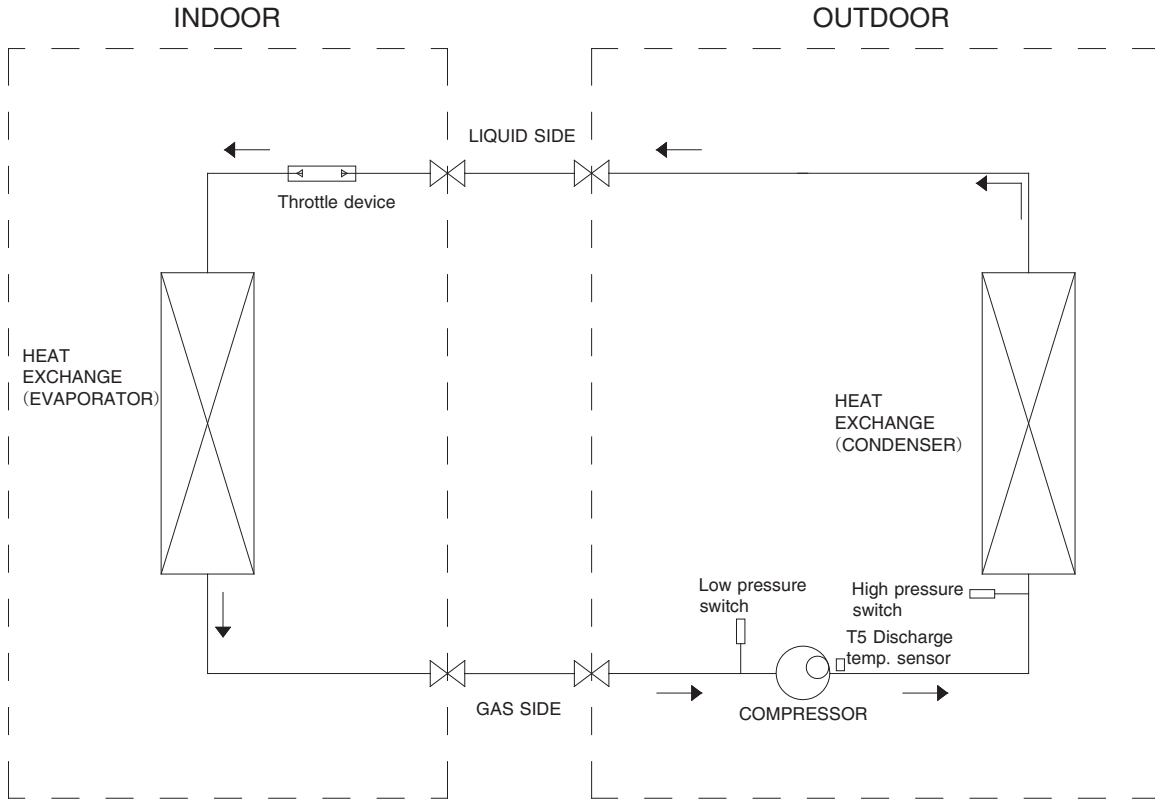 INDOOR
OUTDOOR
LIQUID SIDE
Throttle device
HEAT
EXCHANGE
(EVAPORATOR)
HEAT
EXCHANGE
(CONDENSER)
Low pressure
switch
High pressure
switch
T5 Discharge
temp. sensor
GAS SIDE
COMPRESSOR